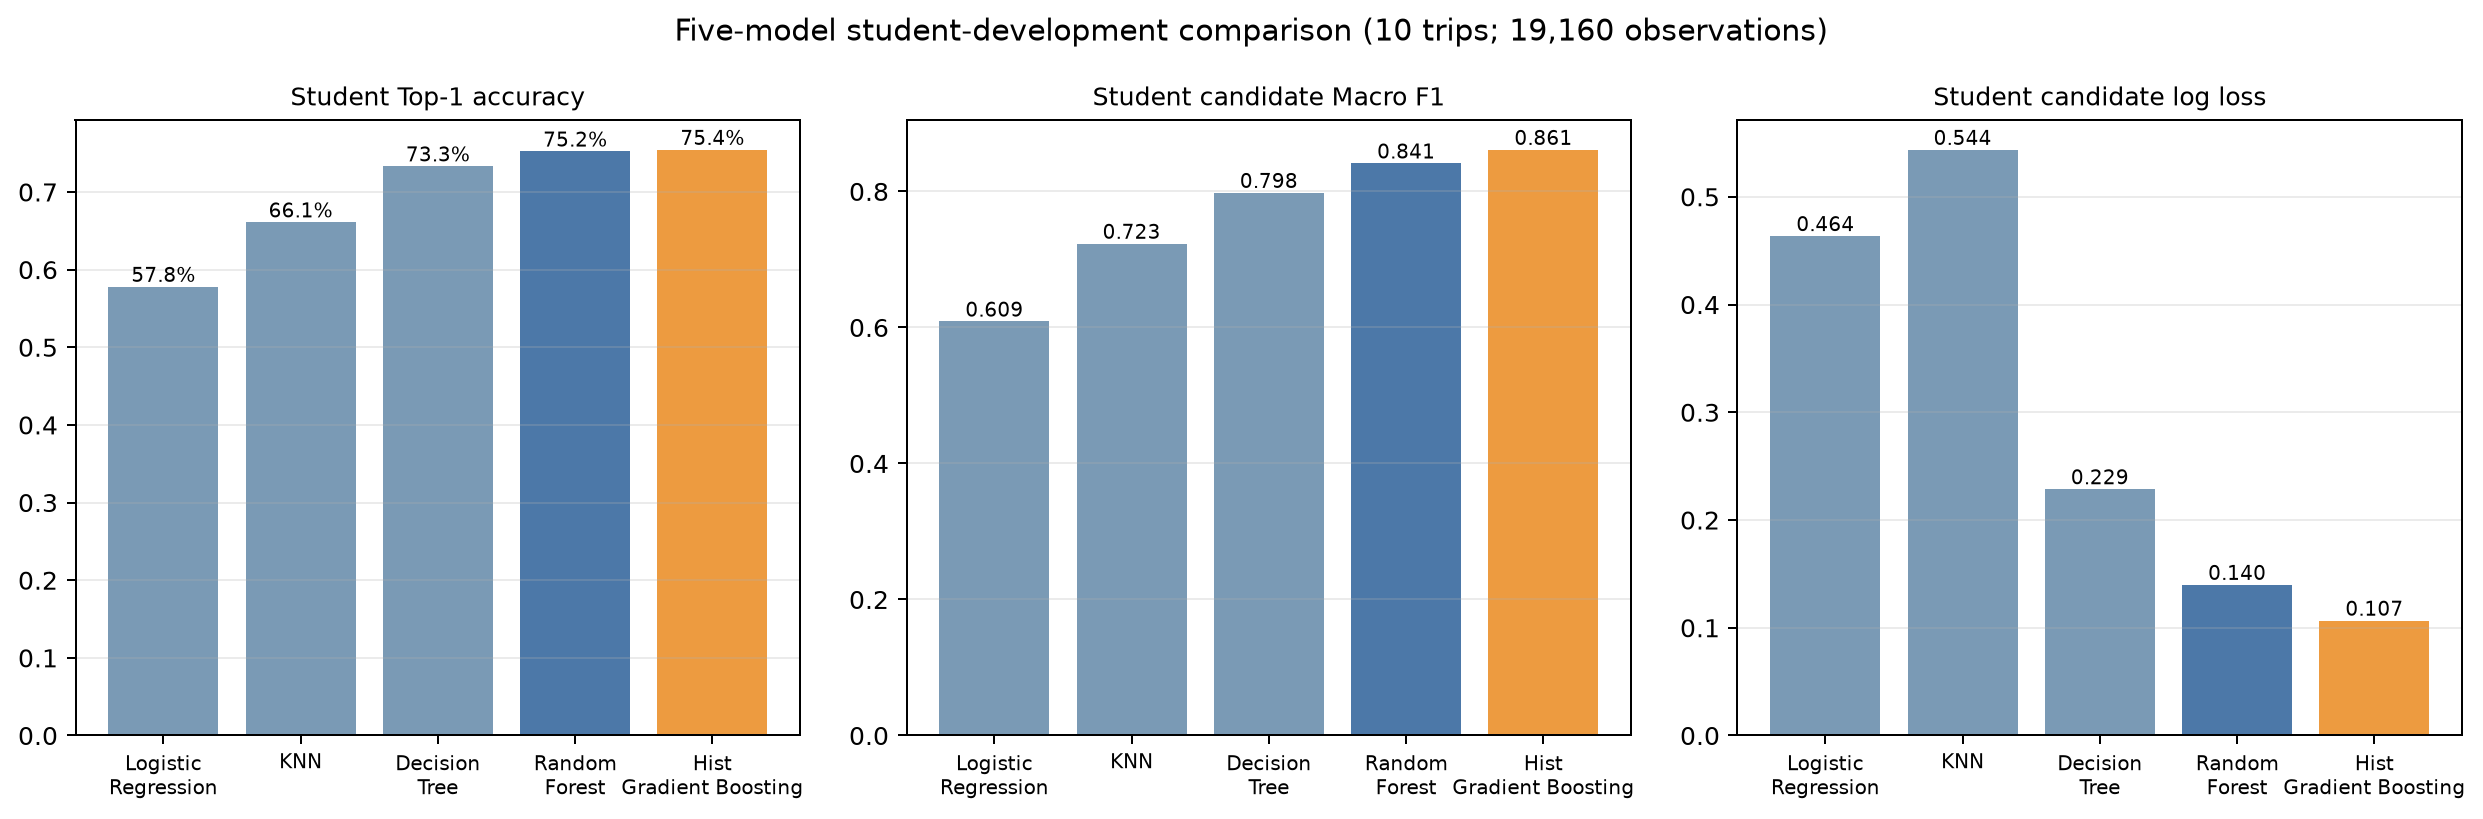 Five-model student-development comparison (10 trips; 19,160 observations)
Student Top-1 accuracy
0.7
0.6
0.5
0.4
0.3
0.2
0.1
0.0
57.8%
66.1%
73.3%
75.2%
75.4%
Logistic
Regression
KNN
Decision
Tree
Random
Forest
Hist
Gradient Boosting
Student candidate Macro F1
0.8
0.6
0.4
0.2
0.0
0.609
0.723
0.798
0.841
0.861
Logistic
Regression
KNN
Decision
Tree
Random
Forest
Hist
Gradient Boosting
Student candidate log loss
0.5
0.4
0.3
0.2
0.1
0.0
0.464
0.544
0.229
0.140
0.107
Logistic
Regression
KNN
Decision
Tree
Random
Forest
Hist
Gradient Boosting